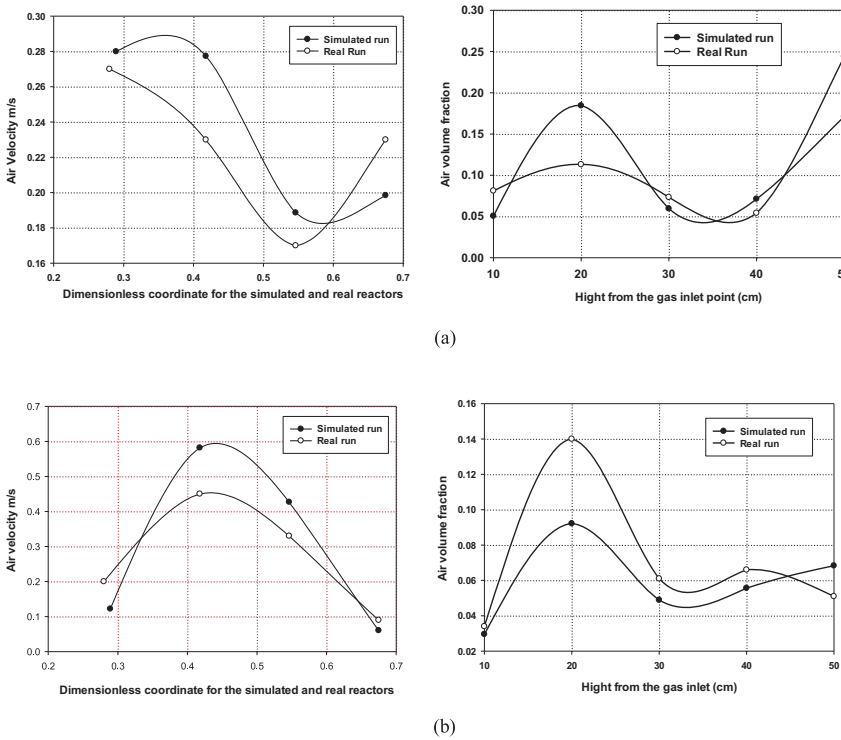 0.30
0.28
0.26
0.24
0.22
0.20
0.18
0.16
Air Velocity m/s
Simulated run
Real Run
0.2 0.3 0.4 0.5 0.6 0.7
Dimensionless coordinate for the simulated and real reactors
0.30
0.25
0.20
0.15
0.10
0.05
0.00
Air volume fraction
Simulated run
Real Run
10 20 30 40
Hight from the gas inlet point (cm)
(a)
0.7
0.6
0.5
0.4
0.3
0.2
0.1
0.0
Air velocity m/s
Simulated run
Real run
0.2 0.3 0.4 0.5 0.6 0.7
Dimensionless coordinate for the simulated and real reactors
0.16
0.14
0.12
0.10
0.08
0.06
0.04
0.02
Air volume fraction
Simulated run
Real run
10 20 30 40 50
Hight from the gas inlet (cm)
(b)